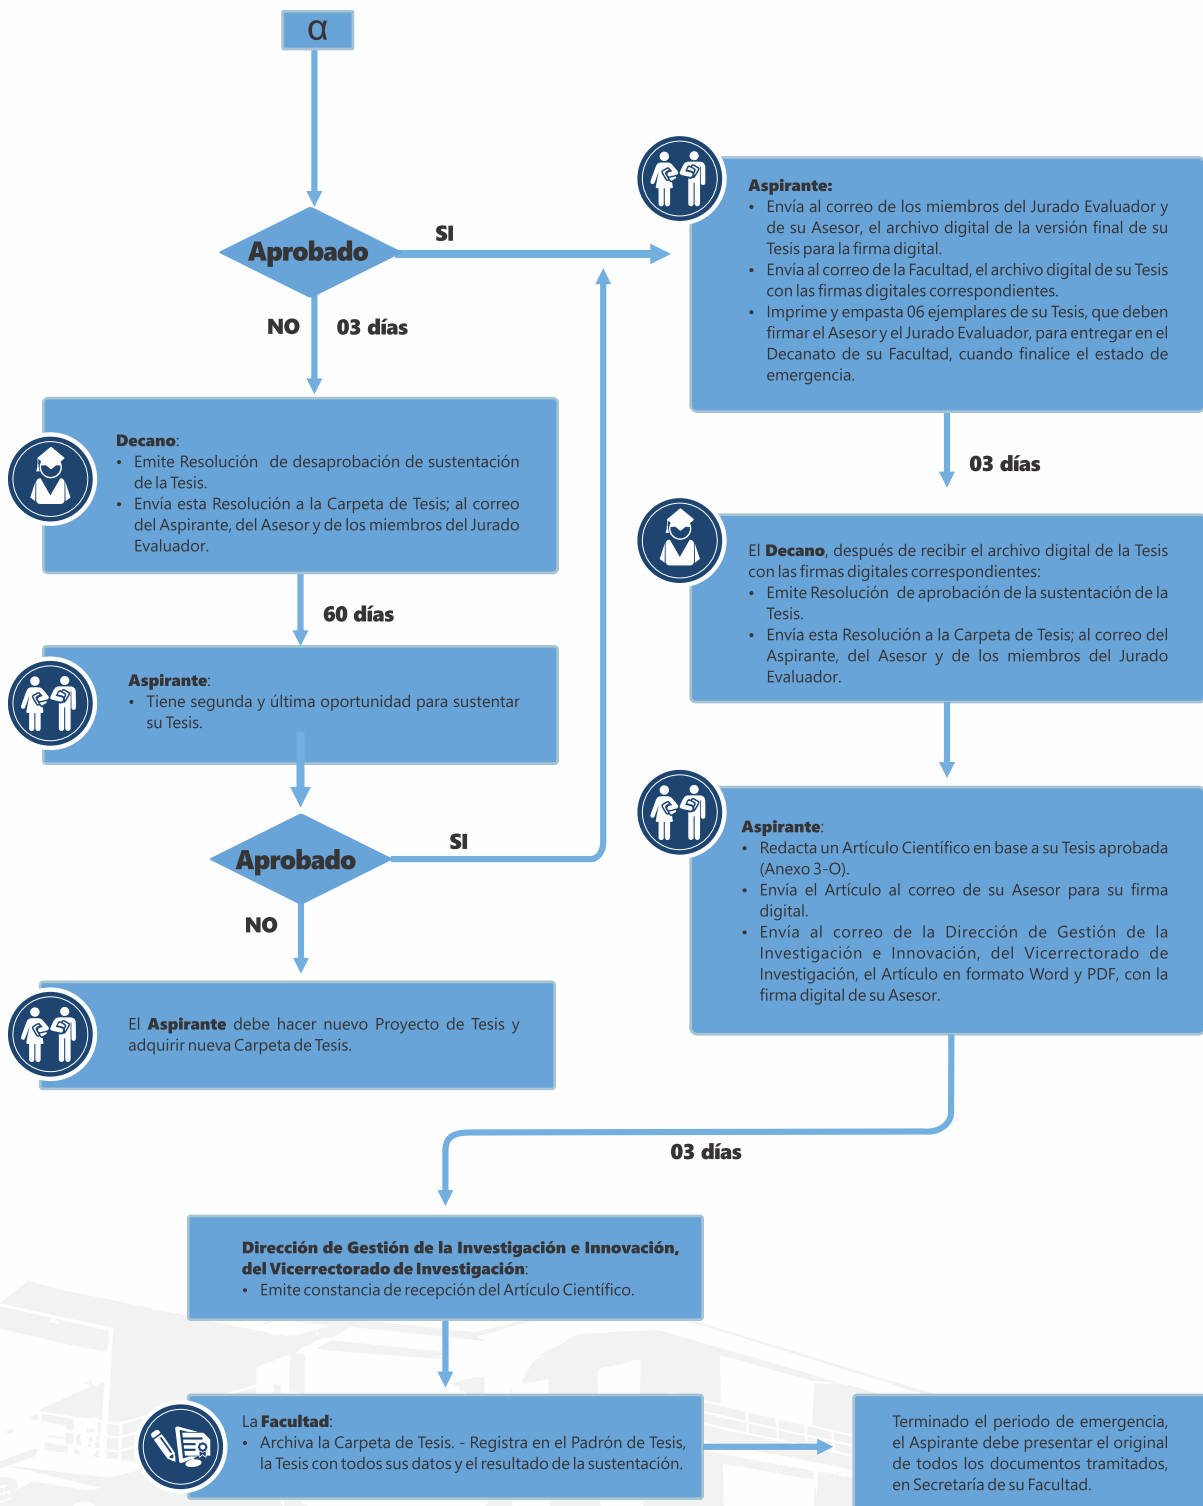 α
Aprobado
SI
NO
03 días
Decano:
• Emite Resolución de desaprobación de sustentación
de la Tesis.
• Envía esta Resolución a la Carpeta de Tesis; al correo
del Aspirante, del Asesor y de los miembros del Jurado
Evaluador.
60 días
Aspirante:
• Tiene segunda y última oportunidad para sustentar
su Tesis.
Aprobado
SI
NO
El Aspirante debe hacer nuevo Proyecto de Tesis y
adquirir nueva Carpeta de Tesis.
Aspirante:
• Envía al correo de los miembros del Jurado Evaluador y
de su Asesor, el archivo digital de la versión final de su
Tesis para la firma digital.
• Envía al correo de la Facultad, el archivo digital de su Tesis
con las firmas digitales correspondientes.
• Imprime y empasta 06 ejemplares de su Tesis, que deben
firmar el Asesor y el Jurado Evaluador, para entregar en el
Decanato de su Facultad, cuando finalice el estado de
emergencia.
03 días
El Decano, después de recibir el archivo digital de la Tesis
con las firmas digitales correspondientes:
• Emite Resolución de aprobación de la sustentación de la
Tesis.
• Envía esta Resolución a la Carpeta de Tesis; al correo del
Aspirante, del Asesor y de los miembros del Jurado
Evaluador.
Aspirante:
• Redacta un Artículo Científico en base a su Tesis aprobada
(Anexo 3-O).
• Envía el Artículo al correo de su Asesor para su firma
digital.
• Envía al correo de la Dirección de Gestión de la
Investigación e Innovación, del Vicerrectorado de
Investigación, el Artículo en formato Word y PDF, con la
firma digital de su Asesor.
03 días
Dirección de Gestión de la Investigación e Innovación,
del Vicerrectorado de Investigación:
• Emite constancia de recepción del Artículo Científico.
La Facultad:
• Archiva la Carpeta de Tesis. - Registra en el Padrón de Tesis,
la Tesis con todos sus datos y el resultado de la sustentación.
Terminado el periodo de emergencia,
el Aspirante debe presentar el original
de todos los documentos tramitados,
en Secretaría de su Facultad.